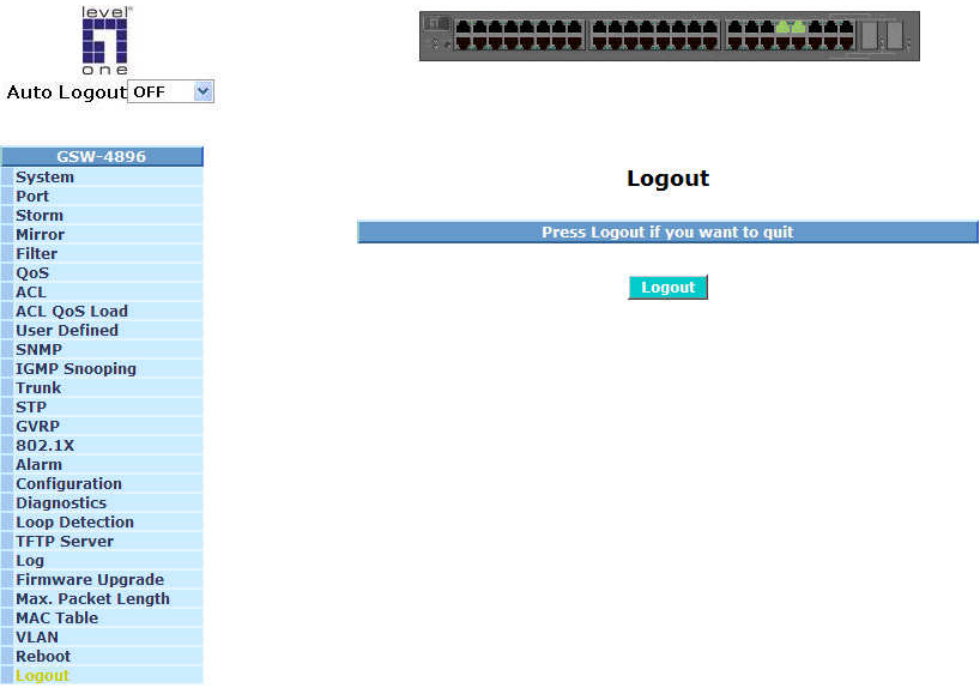 level
one
Auto Logout OFF
GSW-4896
System
Port
Storm
Mirror
Filter
QoS
ACL
ACL QoS Load
User Defined
SNMP
IGMP Snooping
Trunk
STP
GVRP
802.1X
Alarm
Configuration
Diagnostics
Loop Detection
TFTP Server
Log
Firmware Upgrade
Max. Packet Length
MAC Table
VLAN
Reboot
Logout
Logout
Press Logout if you want to quit
Logout